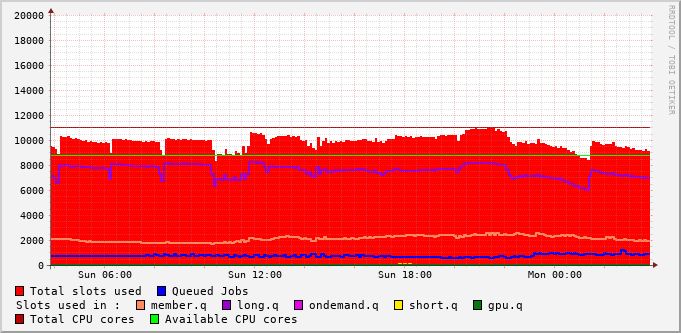 RRDTOOL / TOBI OETIKER
20000
18000
16000
14000
12000
10000
8000
6000
4000
2000
0
Sun 06:00 Sun 12:00 Sun 18:00 Mon 00:00
Total slots used Queued Jobs
Slots used in : member.q long.q ondemand.q short.q gpu.q
Total CPU cores Available CPU cores